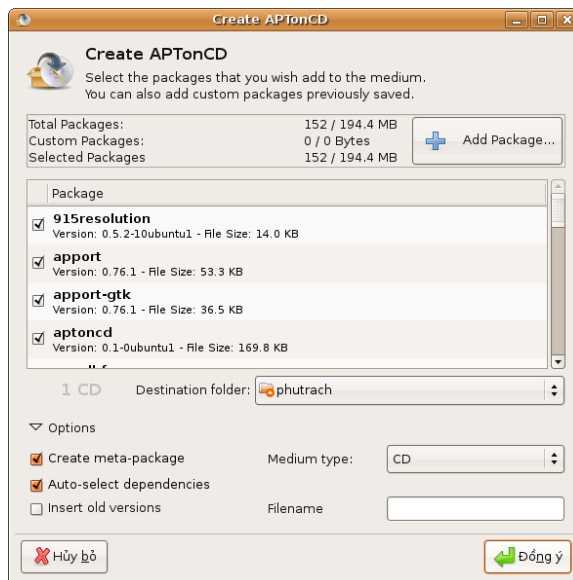 Create APTonCD
Create APTonCD
Select the packages that you wish add to the medium.
You can also add custom packages previously saved.
Total Packages: 152 / 194.4 MB
Custom Packages: 0 / 0 Bytes
Selected Packages 152 / 194.4 MB
Add Package...
Package
915resolution
Version: 0.5.2-10ubuntu1 - File Size: 14.0 KB
apport
Version: 0.76.1 - File Size: 53.3 KB
apport-gtk
Version: 0.76.1 - File Size: 36.5 KB
aptoncd
Version: 0.1-0ubuntu1 - File Size: 169.8 KB
1 CD Destination folder: phutrach
Options
Create meta-package Medium type: CD
Auto-select dependencies
Insert old versions Filename
Hủy bỏ Đồng ý